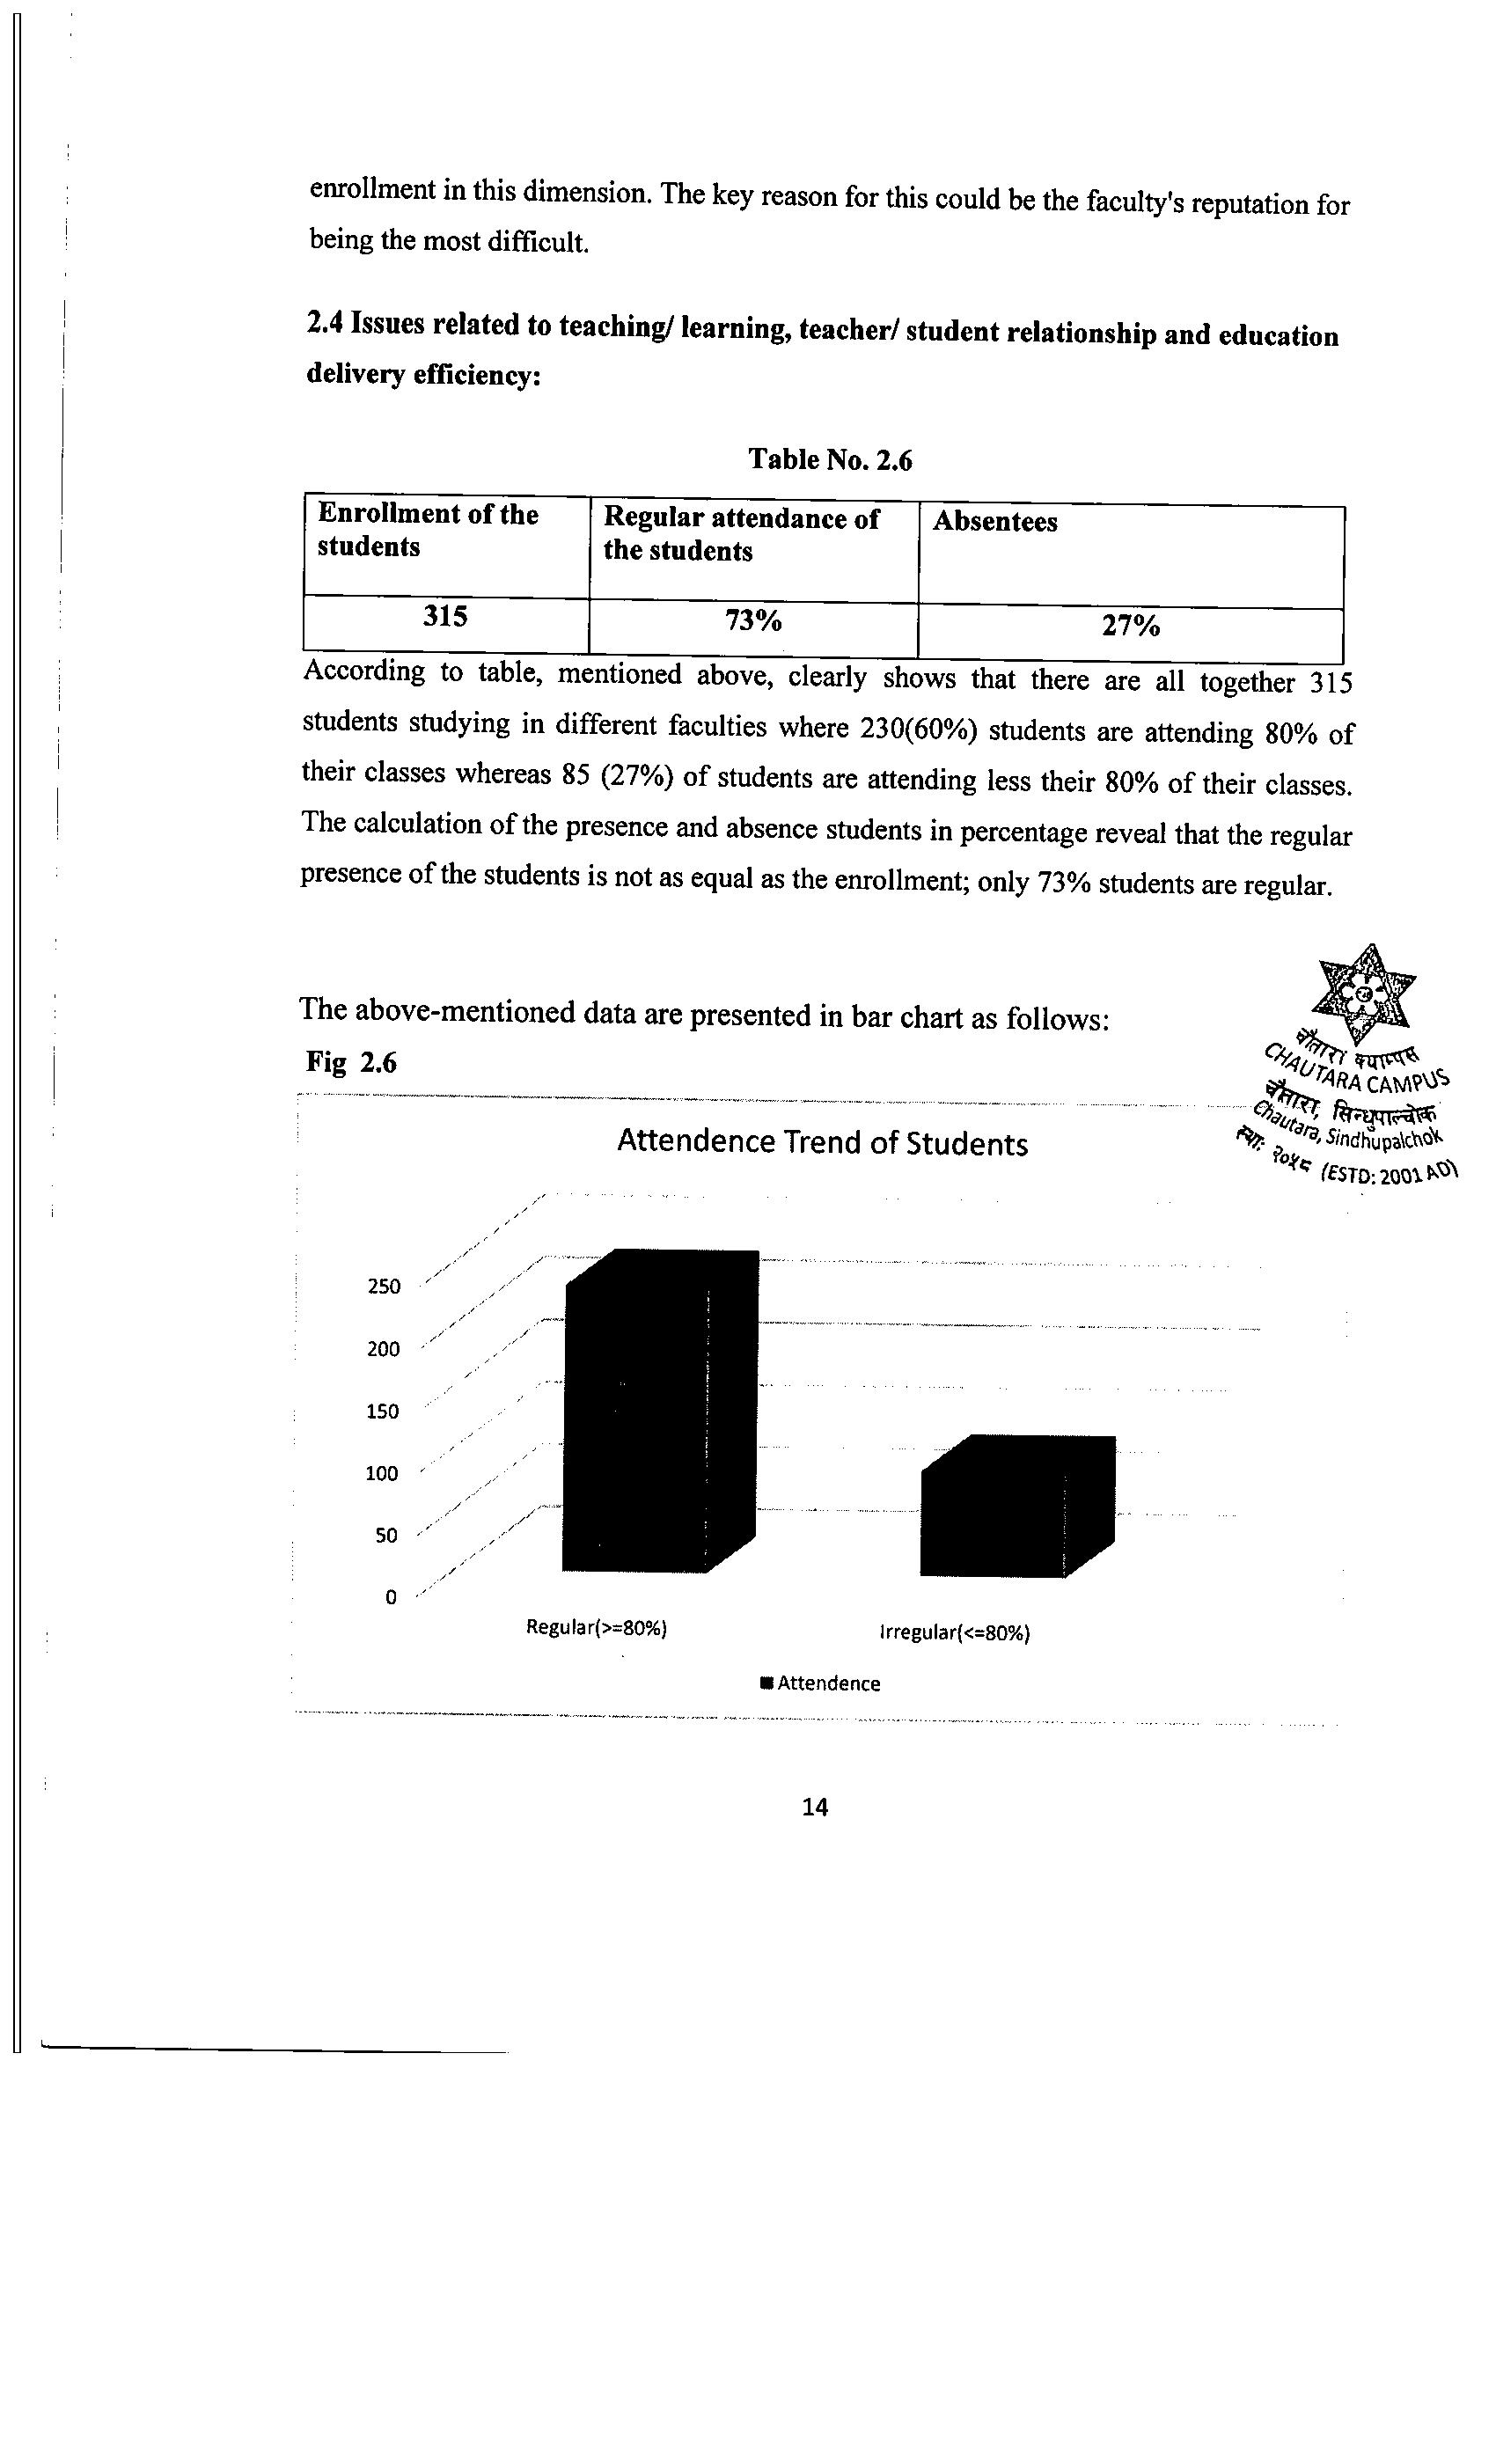 enrollment in this dimension. The key reason for this could be the faculty's reputation for
being the most difficult.
2.4 Issues related to teaching/ learning, teacher/ student relationship and education
delivery efficiency:
Table No. 2.6
Enrollment of the students
Regular attendance of the students
Absentees
315 73% 27%
According to table, mentioned above, clearly shows that there are all together 315
students studying in different faculties where 230(60%) students are attending 80% of
their classes whereas 85 (27%) of students are attending less their 80% of their classes.
The calculation of the presence and absence students in percentage reveal that the regular
presence of the students is not as equal as the enrollment; only 73% students are regular.
The above-mentioned data are presented in bar chart as follows:
Fig 2.6
चौतारा क्याम्पस
CHAUTARA CAMPUS
चौतारा, सिन्धुपाल्चोक
Chautara, Sindhupalchok
स्था: २०५८ (ESTD: 2001 AD)
Attendence Trend of Students
250
200
150
100
50
0
Regular(>=80%) Irregular(<=80%)
Attendence
14